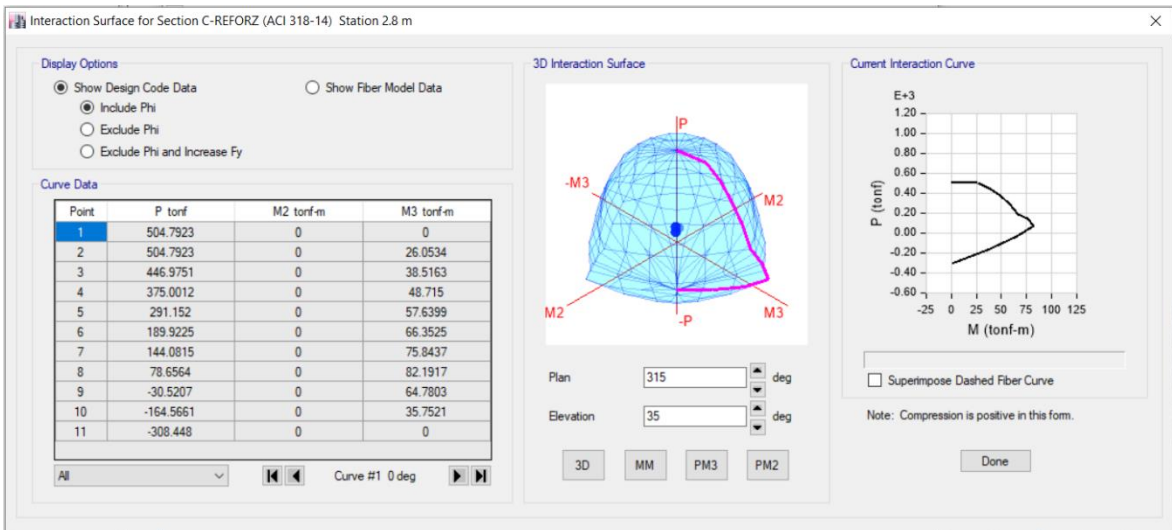 Interaction Surface for Section C-REFORZ (ACI 318-14) Station 2.8 m
Display Options
Show Design Code Data
Show Fiber Model Data
Include Phi
Exclude Phi
Exclude Phi and Increase Fy
Curve Data
Point P tonf M2 tonf-m M3 tonf-m
1 504.7923 0 0
2 504.7923 0 26.0534
3 446.9751 0 38.5163
4 375.0012 0 48.715
5 291.152 0 57.6399
6 189.9225 0 66.3525
7 144.0815 0 75.8437
8 78.6564 0 82.1917
9 -30.5207 0 64.7803
10 -164.5661 0 35.7521
11 -308.448 0 0
All
Curve #1 0 deg
3D Interaction Surface
P
-M3
M2
M2
M3
-P
Plan 315 deg
Elevation 35 deg
3D MM PM3 PM2
Current Interaction Curve
E+3
1.20
1.00
0.80
0.60
0.40
0.20
0.00
-0.20
-0.40
-0.60
P (tonf)
-25 0 25 50 75 100 125
M (tonf-m)
Superimpose Dashed Fiber Curve
Note: Compression is positive in this form.
Done